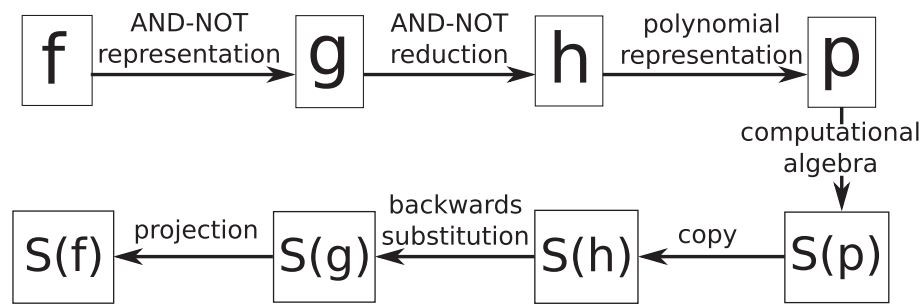 f
AND-NOT
representation
g
AND-NOT
reduction
h
polynomial
representation
p
computational
algebra
S(f)
projection
S(g)
backwards
substitution
S(h)
copy
S(p)